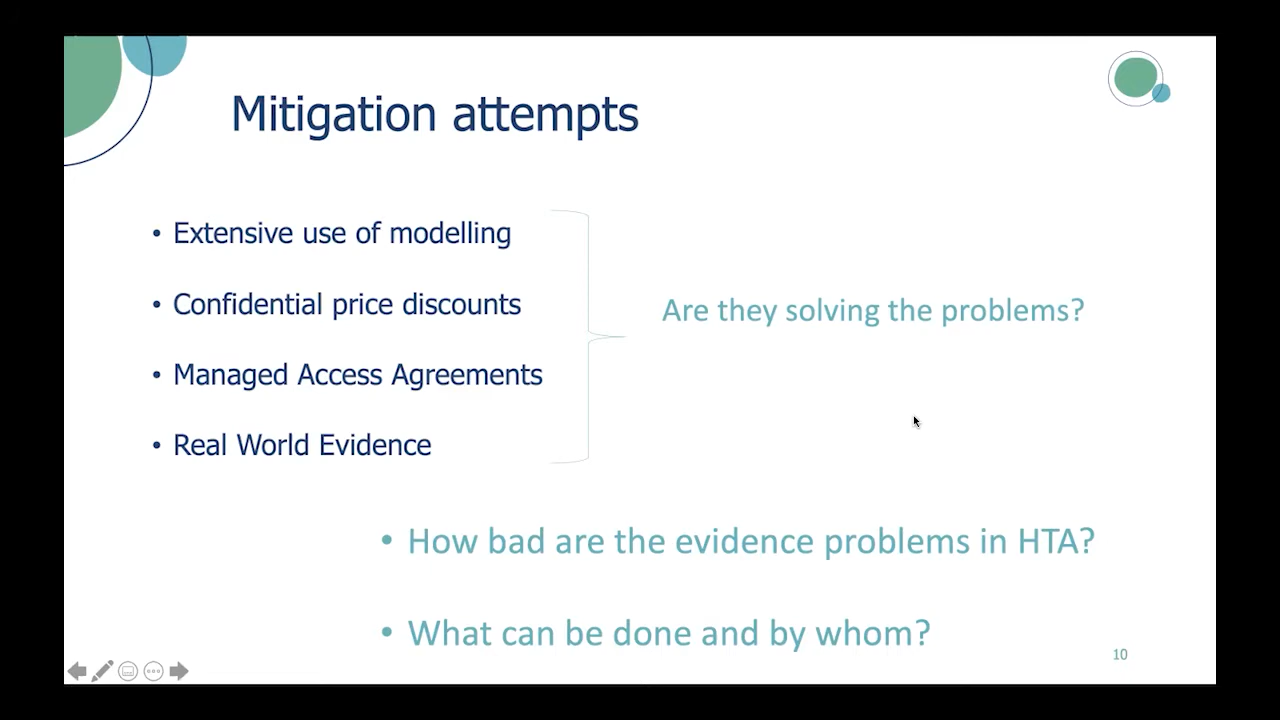 Mitigation attempts
• Extensive use of modelling
• Confidential price discounts
Are they solving the problems?
• Managed Access Agreements
• Real World Evidence
• How bad are the evidence problems in HTA?
• What can be done and by whom?
10